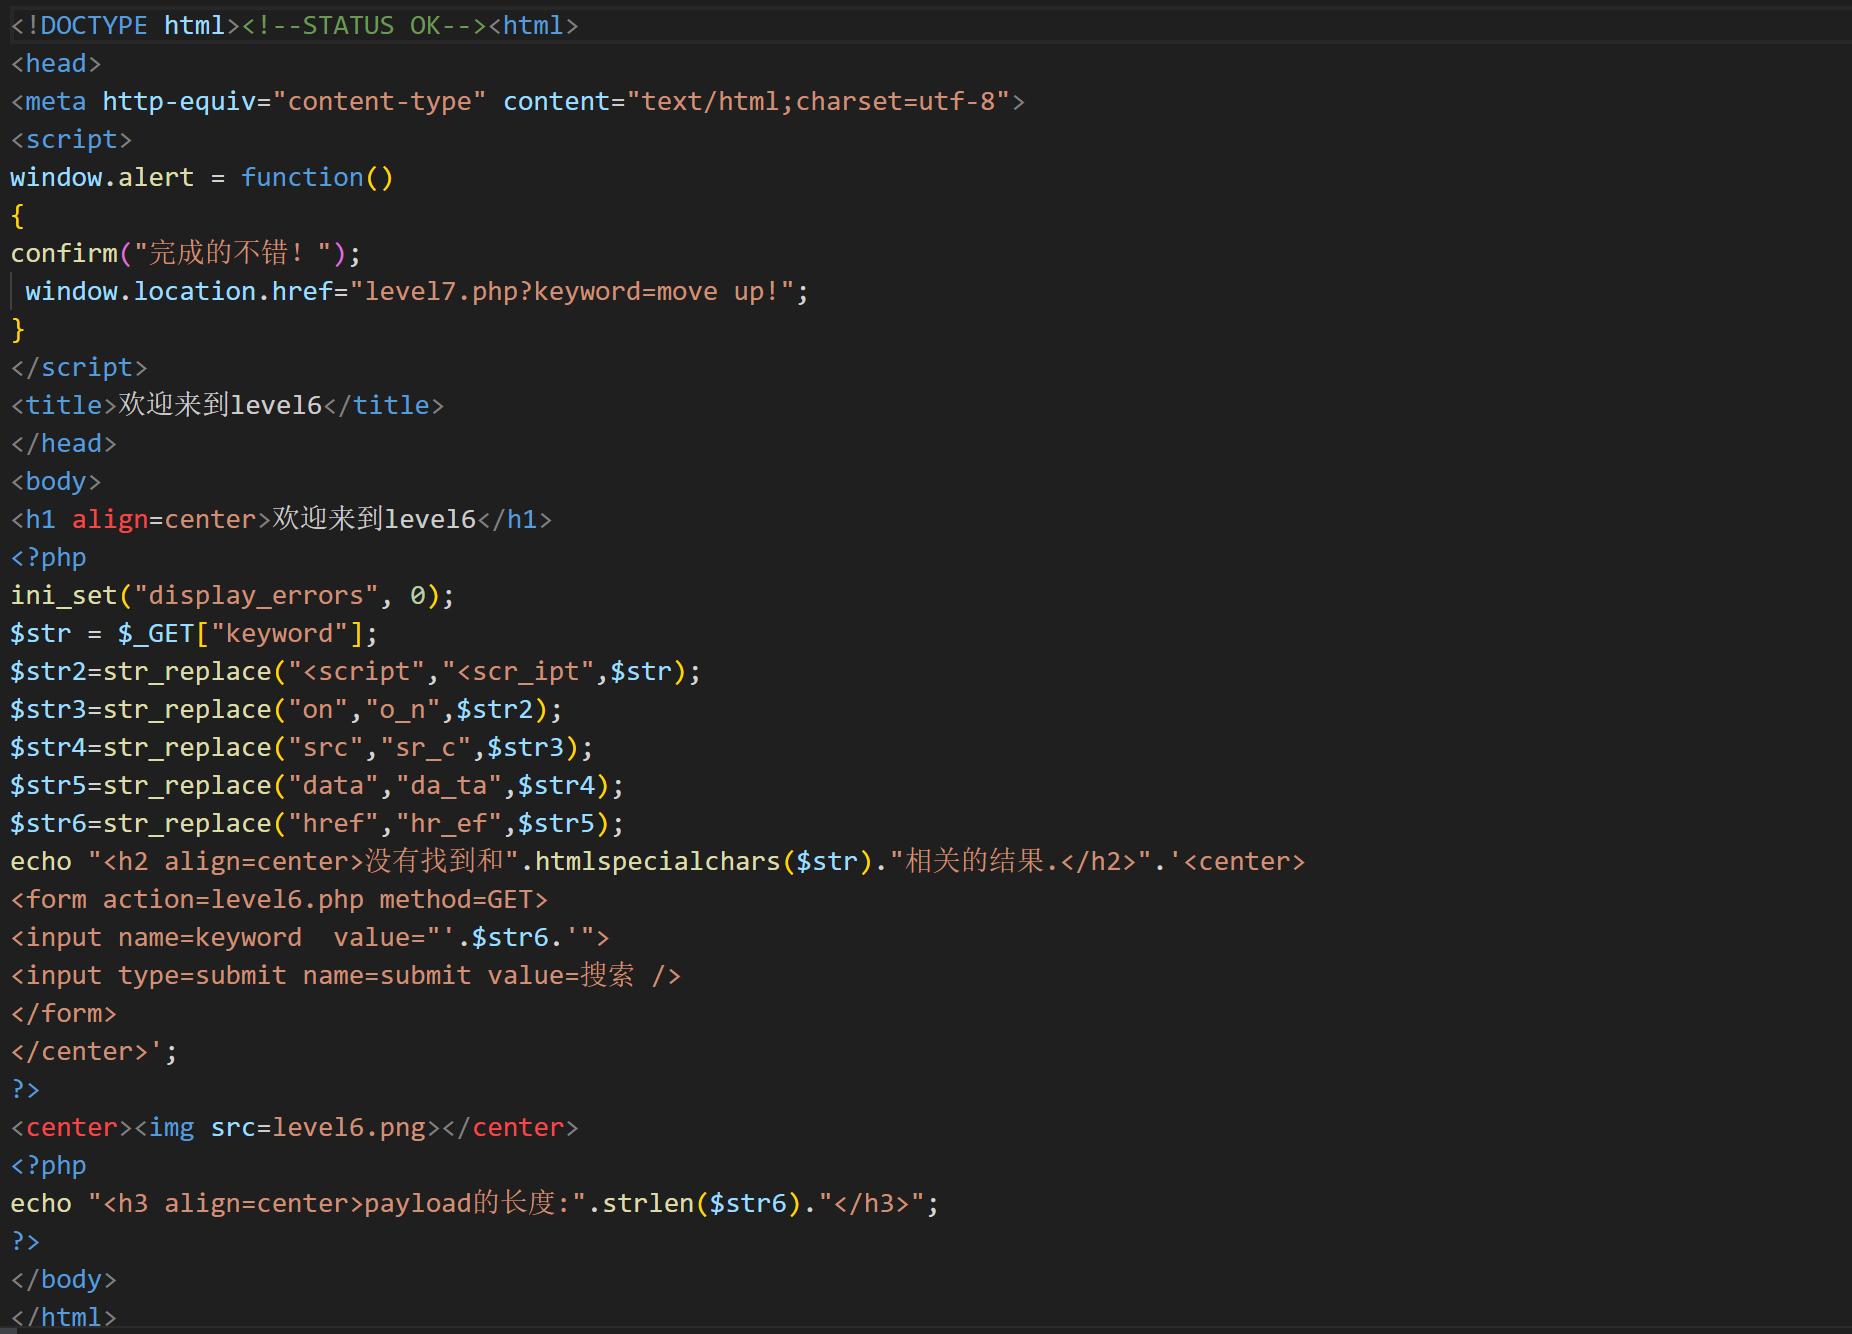 <!DOCTYPE html><!--STATUS OK--><html>
<head>
<meta http-equiv="content-type" content="text/html;charset=utf-8">
<script>
window.alert = function()
{
confirm("完成的不错！");
 window.location.href="level7.php?keyword=move up!";
}
</script>
<title>欢迎来到level6</title>
</head>
<body>
<h1 align=center>欢迎来到level6</h1>
<?php
ini_set("display_errors", 0);
$str = $_GET["keyword"];
$str2=str_replace("<script","<scr_ipt",$str);
$str3=str_replace("on","o_n",$str2);
$str4=str_replace("src","sr_c",$str3);
$str5=str_replace("data","da_ta",$str4);
$str6=str_replace("href","hr_ef",$str5);
echo "<h2 align=center>没有找到和".htmlspecialchars($str)."相关的结果.</h2>".'<center>
<form action=level6.php method=GET>
<input name=keyword  value="'.$str6.'">
<input type=submit name=submit value=搜索 />
</form>
</center>';
?>
<center><img src=level6.png></center>
<?php
echo "<h3 align=center>payload的长度:".strlen($str6)."</h3>";
?>
</body>
</html>